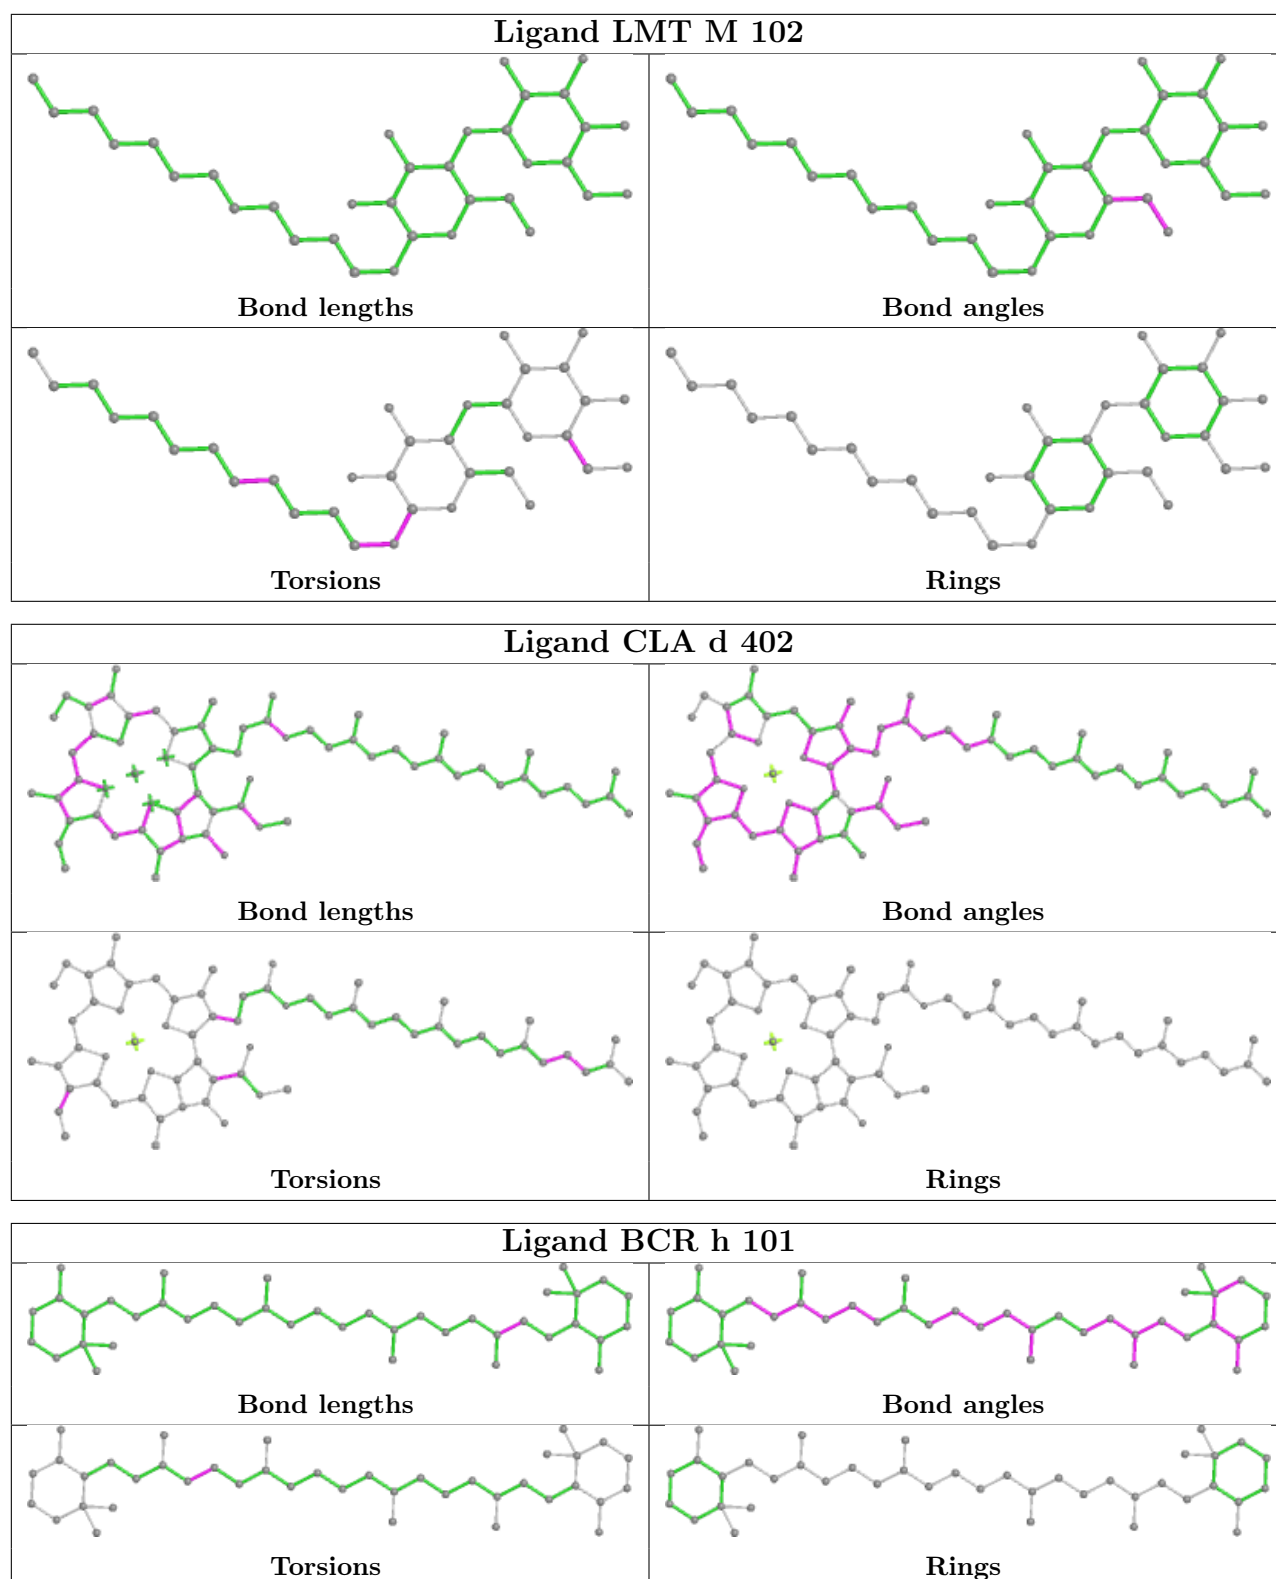 Ligand LMT M 102
Bond lengths
Bond angles
Torsions
Rings
Ligand CLA d 402
Bond lengths
Bond angles
Torsions
Rings
Ligand BCR h 101
Bond lengths
Bond angles
Torsions
Rings